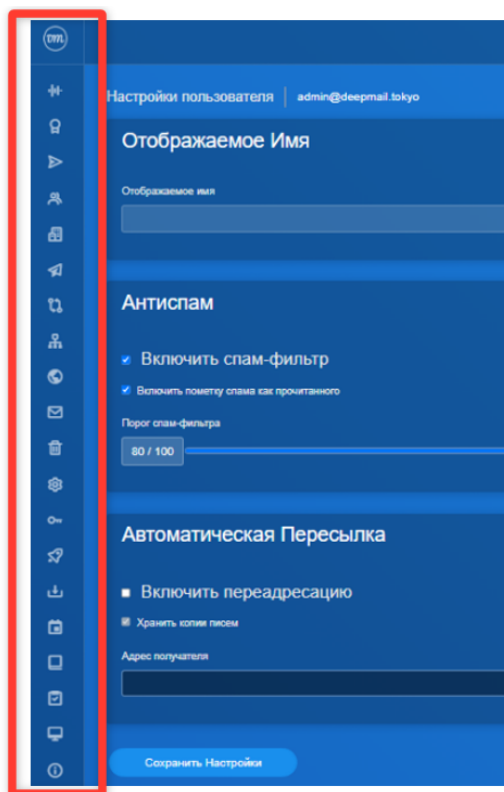 DM
Настройки пользователя admin@deepmail.tokyo
Отображаемое Имя
Отображаемое имя
Антиспам
Включить спам-фильтр
Включить пометку спама как прочитанного
Порог спам-фильтра
80 / 100
Автоматическая Пересылка
Включить переадресацию
Хранить копии писем
Адрес получателя
Сохранить Настройки